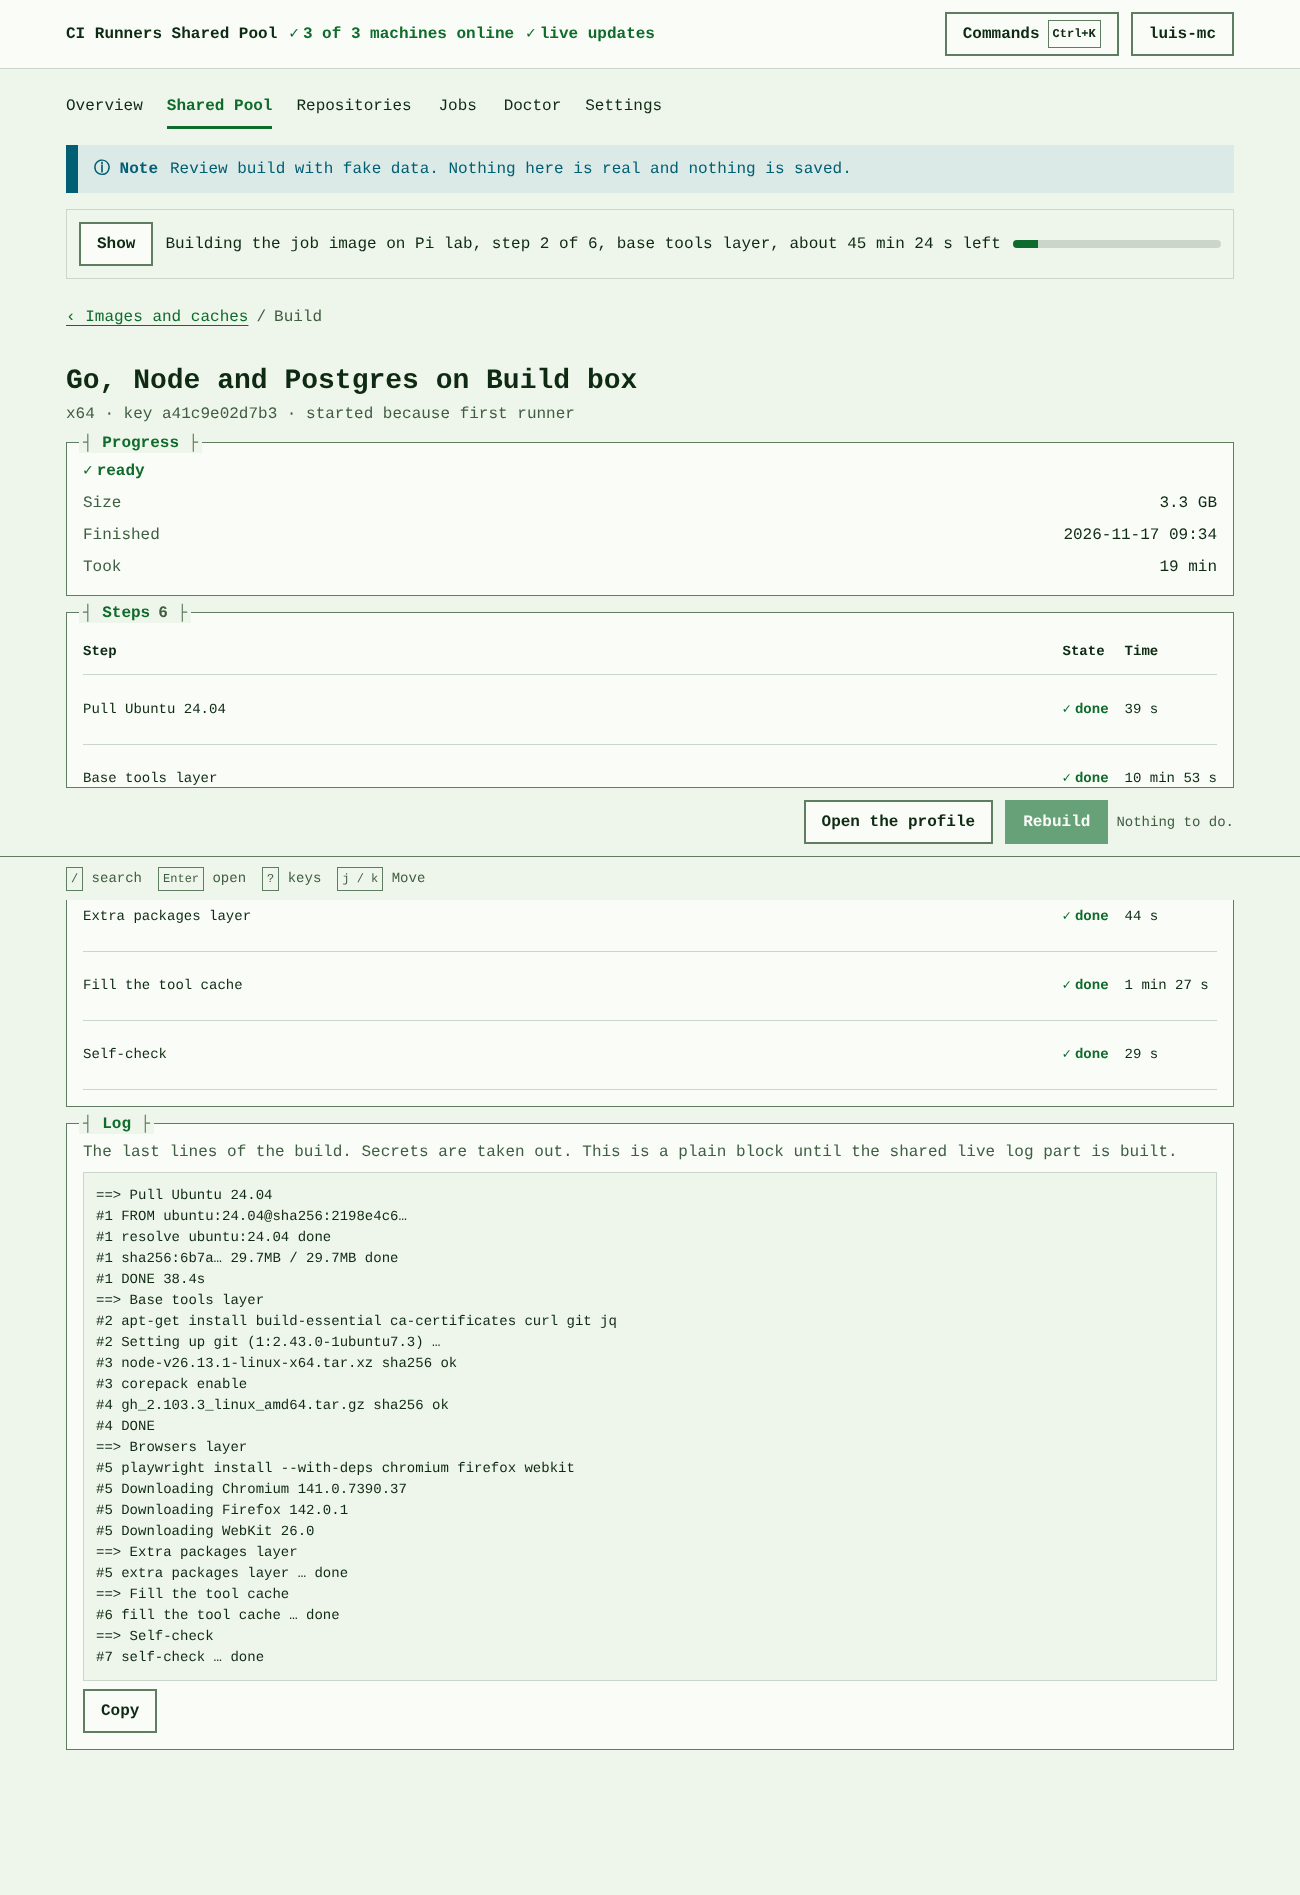 CI Runners Shared Pool ✓ 3 of 3 machines online ✓ live updates Commands Ctrl+K luis-mc
Overview Shared Pool Repositories Jobs Doctor Settings
ⓘ Note Review build with fake data. Nothing here is real and nothing is saved.
Show Building the job image on Pi lab, step 2 of 6, base tools layer, about 45 min 24 s left
‹ Images and caches / Build
Go, Node and Postgres on Build box
x64 · key a41c9e02d7b3 · started because first runner
Progress
✓ ready
Size 3.3 GB
Finished 2026-11-17 09:34
Took 19 min
Steps 6
Step State Time
Pull Ubuntu 24.04 ✓ done 39 s
Base tools layer ✓ done 10 min 53 s
Open the profile Rebuild Nothing to do.
/ search Enter open ? keys j / k Move
Extra packages layer ✓ done 44 s
Fill the tool cache ✓ done 1 min 27 s
Self-check ✓ done 29 s
Log
The last lines of the build. Secrets are taken out. This is a plain block until the shared live log part is built.
==> Pull Ubuntu 24.04
#1 FROM ubuntu:24.04@sha256:2198e4c6…
#1 resolve ubuntu:24.04 done
#1 sha256:6b7a… 29.7MB / 29.7MB done
#1 DONE 38.4s
==> Base tools layer
#2 apt-get install build-essential ca-certificates curl git jq
#2 Setting up git (1:2.43.0-1ubuntu7.3) …
#3 node-v26.13.1-linux-x64.tar.xz sha256 ok
#3 corepack enable
#4 gh_2.103.3_linux_amd64.tar.gz sha256 ok
#4 DONE
==> Browsers layer
#5 playwright install --with-deps chromium firefox webkit
#5 Downloading Chromium 141.0.7390.37
#5 Downloading Firefox 142.0.1
#5 Downloading WebKit 26.0
==> Extra packages layer
#5 extra packages layer … done
==> Fill the tool cache
#6 fill the tool cache … done
==> Self-check
#7 self-check … done
Copy